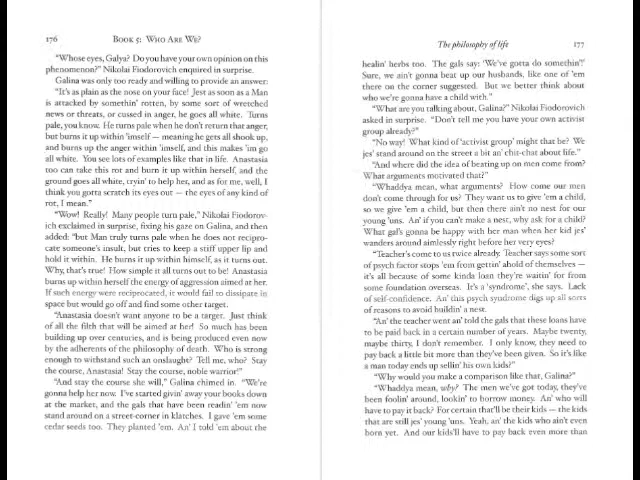 176 Book 5: Who Are We?
"Whose eyes, Galya? Do you have your own opinion on this
phenomenon?" Nikolai Fiodorovich enquired in surprise.
Galina was only too ready and willing to provide an answer:
"It's as plain as the nose on your face! Jest as soon as a Man
is attacked by somethin' rotten, by some sort of wretched
news or threats, or cussed in anger, he goes all white. Turns
pale, you know. He turns pale when he don't return that anger,
but burns it up within 'imself — meaning he gets all shook up,
and burns up the anger within 'imself, and this makes 'im go
all white. You see lots of examples like that in life. Anastasia
too can take this rot and burn it up within herself, and the
ground goes all white, cryin' to help her, and as for me, well, I
think you gotta scratch its eyes out — the eyes of any kind of
rot, I mean."
"Wow! Really! Many people turn pale," Nikolai Fiodorov-
ich exclaimed in surprise, fixing his gaze on Galina, and then
added: "but Man truly turns pale when he does not recipro-
cate someone's insult, but tries to keep a stiff upper lip and
hold it within. He burns it up within himself, as it turns out.
Why, that's true! How simple it all turns out to be! Anastasia
burns up within herself the energy of aggression aimed at her.
If such energy were reciprocated, it would fail to dissipate in
space but would go off and find some other target.
"Anastasia doesn't want anyone to be a target. Just think
of all the filth that will be aimed at her! So much has been
building up over centuries, and is being produced even now
by the adherents of the philosophy of death. Who is strong
enough to withstand such an onslaught? Tell me, who? Stay
the course, Anastasia! Stay the course, noble warrior!"
"And stay the course she will," Galina chimed in. "We're
gonna help her now. I've started givin' away your books down
at the market, and the gals that have been readin' 'em now
stand around on a street-corner in klatches. I gave 'em some
cedar seeds too. They planted 'em. An' I told 'em about the
The philosophy of life 177
healin' herbs too. The gals say: 'We've gotta do somethin'!'
Sure, we ain't gonna beat up our husbands, like one of 'em
there on the corner suggested. But we better think about
who we're gonna have a child with."
"What are you talking about, Galina?" Nikolai Fiodorovich
asked in surprise. "Don't tell me you have your own activist
group already?"
"No way! What kind of 'activist group' might that be? We
jes' stand around on the street a bit an' chit-chat about life."
"And where did the idea of beating up on men come from?
What arguments motivated that?"
"Whaddya mean, what arguments? How come our men
don't come through for us? They want us to give 'em a child,
so we give 'em a child, but then there ain't no nest for our
young 'uns. An' if you can't make a nest, why ask for a child?
What gal's gonna be happy with her man when her kid jes'
wanders around aimlessly right before her very eyes?
"Teacher's come to us twice already. Teacher says some sort
of psych factor stops 'em from gettin' ahold of themselves —
it's all because of some kinda loan they're waitin' for from
some foundation overseas. It's a 'syndrome', she says. Lack
of self-confidence. An' this psych syndrome digs up all sorts
of reasons to avoid buildin' a nest.
"An' the teacher went an' told the gals that these loans have
to be paid back in a certain number of years. Maybe twenty,
maybe thirty, I don't remember. I only know, they need to
pay back a little bit more than they've been given. So it's like
a man today ends up sellin' his own kids?"
"Why would you make a comparison like that, Galina?"
"Whaddya mean, why? The men we've got today, they've
been foolin' around, lookin' to borrow money. An' who will
have to pay it back? For certain that'll be their kids — the kids
that are still jes' young 'uns. Yeah, an' the kids who ain't even
born yet. And our kids'll have to pay back even more than